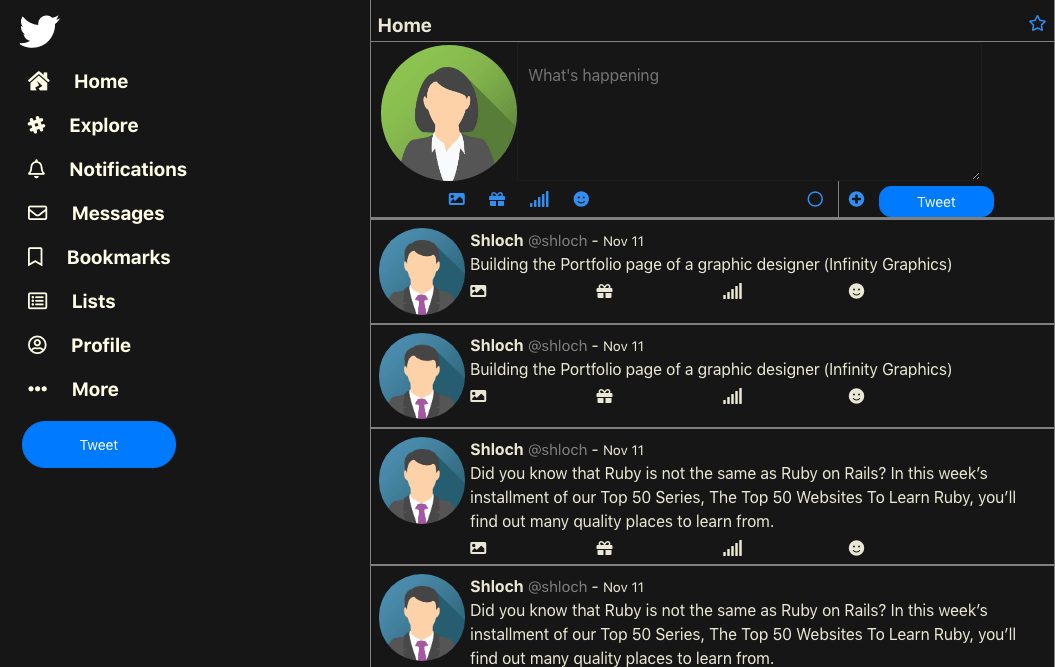 Home
Explore
Notifications
Messages
Bookmarks
Lists
Profile
More
Tweet
Home
What's happening
Tweet
Shloch @shloch - Nov 11
Building the Portfolio page of a graphic designer (Infinity Graphics)
Shloch @shloch - Nov 11
Building the Portfolio page of a graphic designer (Infinity Graphics)
Shloch @shloch - Nov 11
Did you know that Ruby is not the same as Ruby on Rails? In this week’s
installment of our Top 50 Series, The Top 50 Websites To Learn Ruby, you’ll
find out many quality places to learn from.
Shloch @shloch - Nov 11
Did you know that Ruby is not the same as Ruby on Rails? In this week’s
installment of our Top 50 Series, The Top 50 Websites To Learn Ruby, you’ll
find out many quality places to learn from.